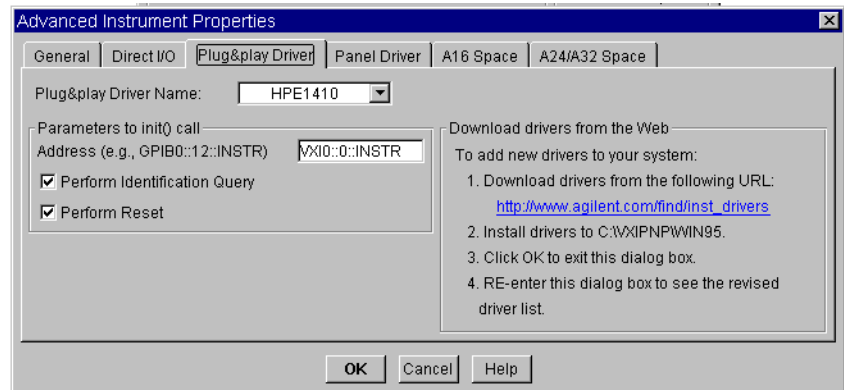 Advanced Instrument Properties
General Direct I/O Plug&play Driver Panel Driver A16 Space A24/A32 Space
Plug&play Driver Name: HPE1410
Parameters to init() call
Address (e.g., GPIB0::12::INSTR) VXI0::0::INSTR
Perform Identification Query
Perform Reset
Download drivers from the Web
To add new drivers to your system:
1. Download drivers from the following URL:
http://www.agilent.com/find/inst_drivers
2. Install drivers to C:\VXIPNP\WIN95.
3. Click OK to exit this dialog box.
4. RE-enter this dialog box to see the revised
driver list.
OK Cancel Help